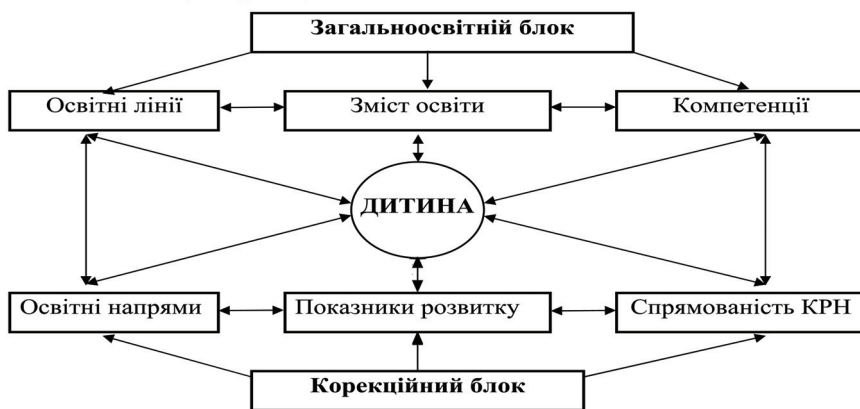 Загальноосвітній блок
Освітні лінії
Зміст освіти
Компетенції
ДИТИНА
Освітні напрями
Показники розвитку
Спрямованість КРН
Корекційний блок